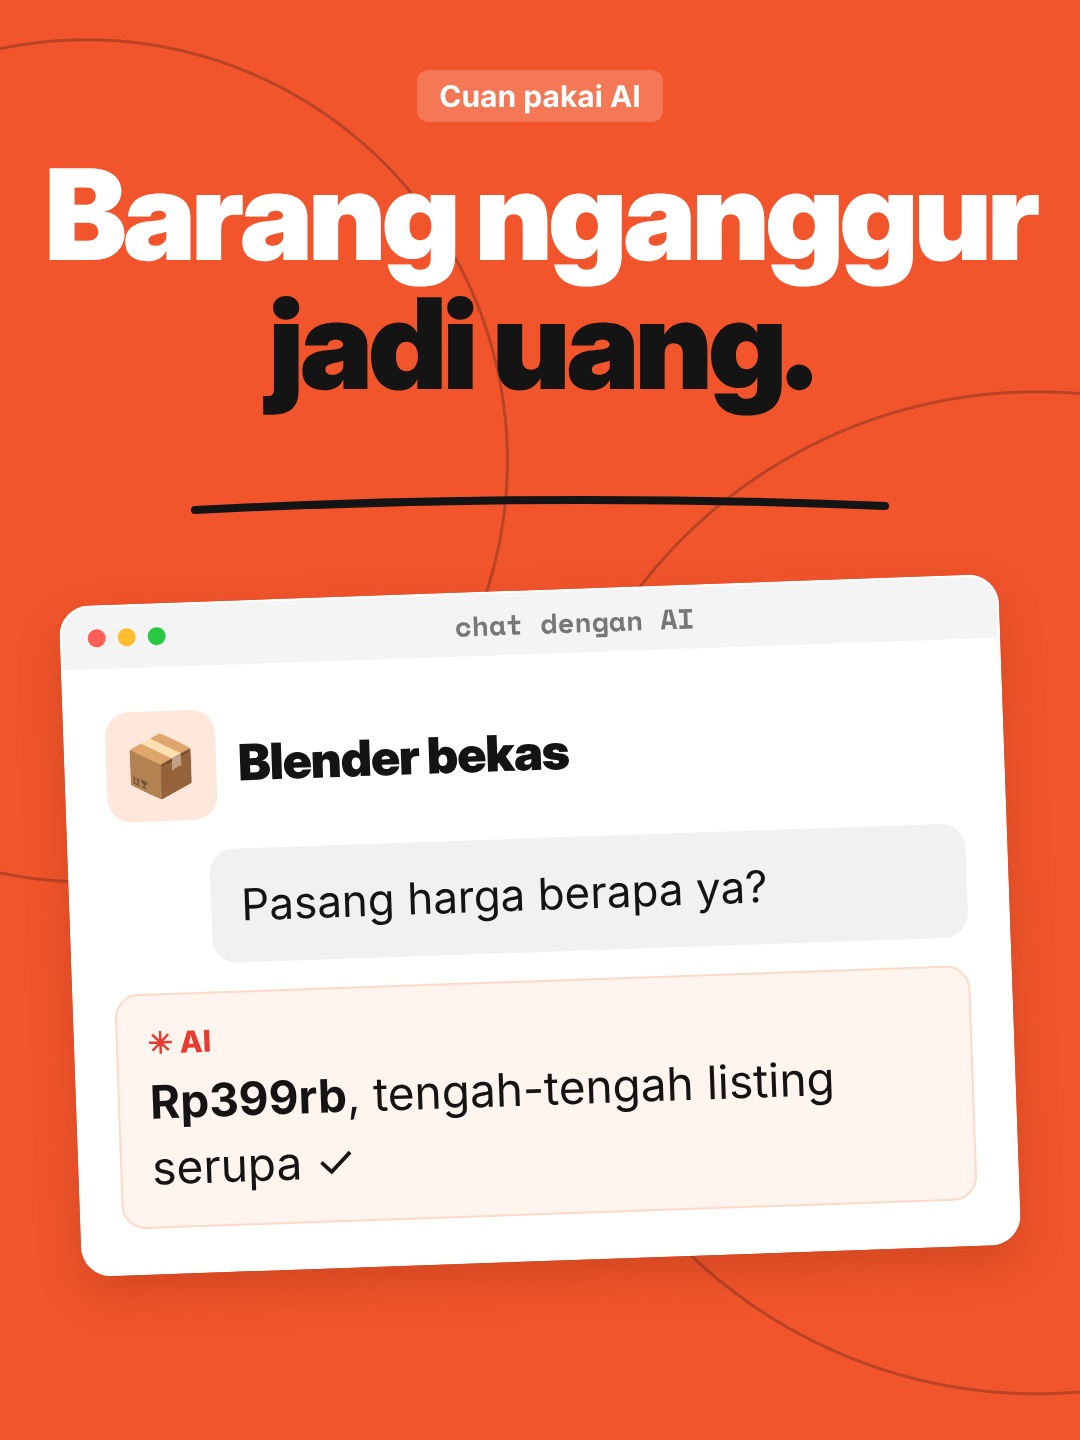 Cuan pakai AI
Barang nganggur
jadi uang.
chat dengan AI
Blender bekas
Pasang harga berapa ya?
✳ AI
Rp399rb, tengah-tengah listing
serupa ✓